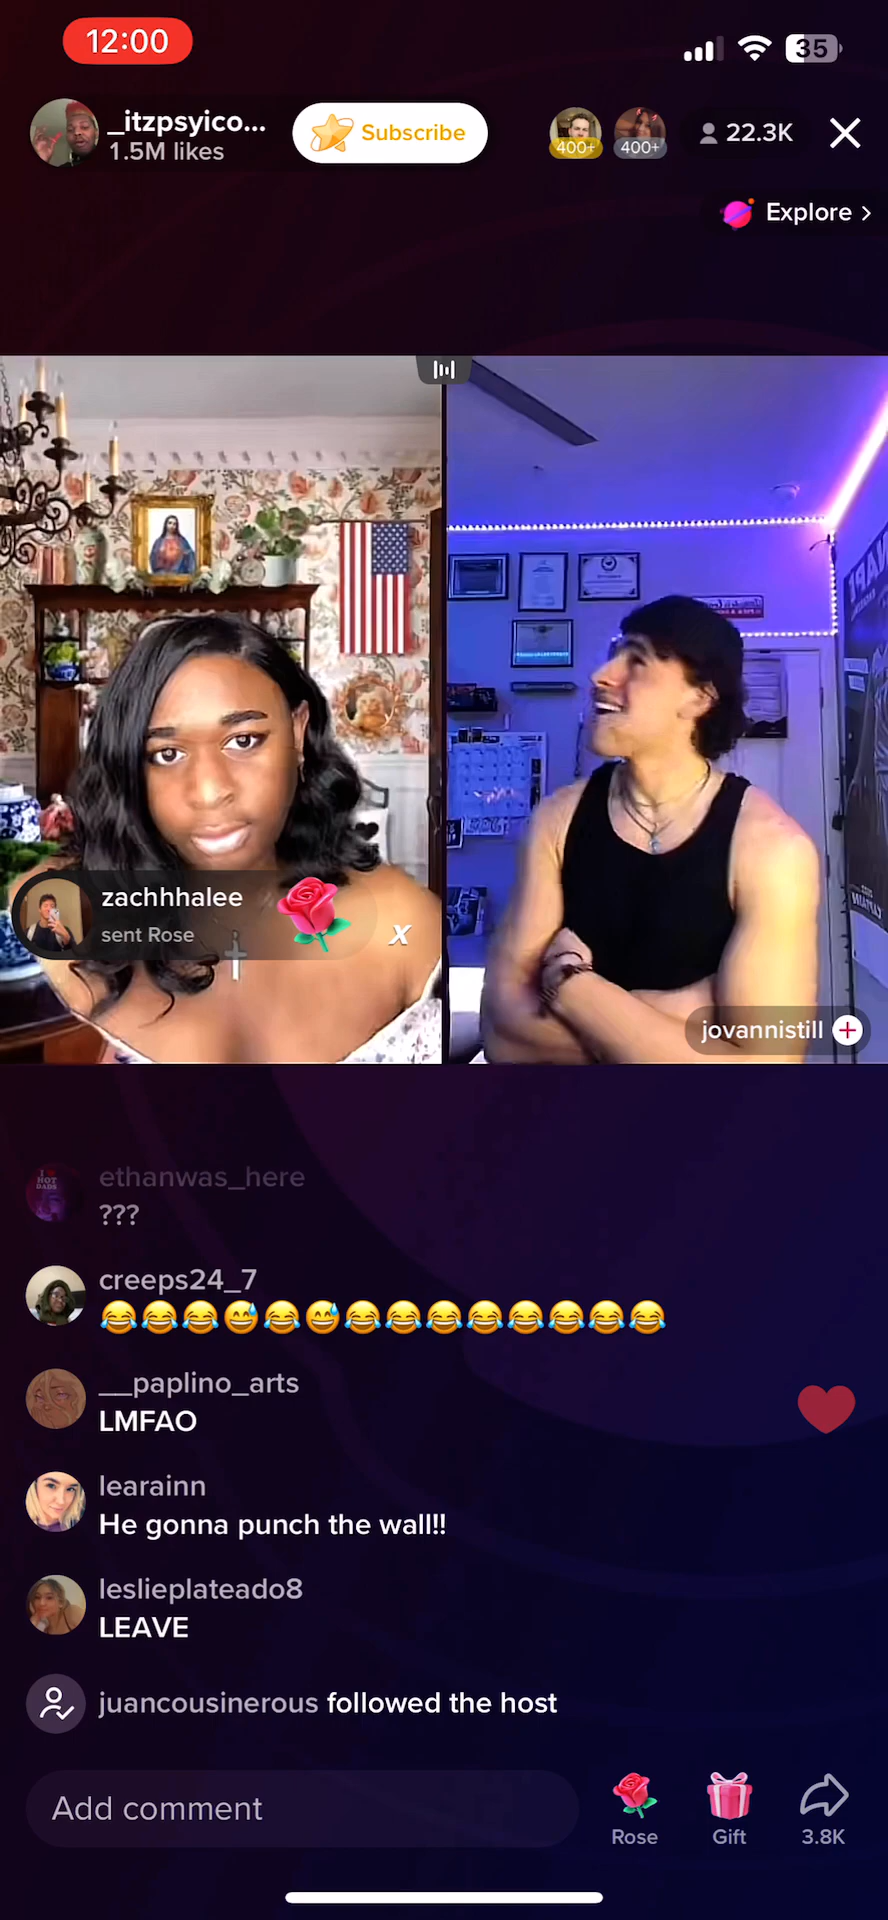 12:00
35
_itzpsyico...
1.5M likes
Subscribe
400+
400+
22.3K
Explore >
zachhhalee
sent Rose
x
jovannistill
ethanwas_here
???
creeps24_7
😂😂😂😅😂😅😂😂😂😂😂😂😂😂
__paplino_arts
LMFAO
learainn
He gonna punch the wall!!
leslieplateado8
LEAVE
juancousinerous followed the host
Add comment
Rose
Gift
3.8K